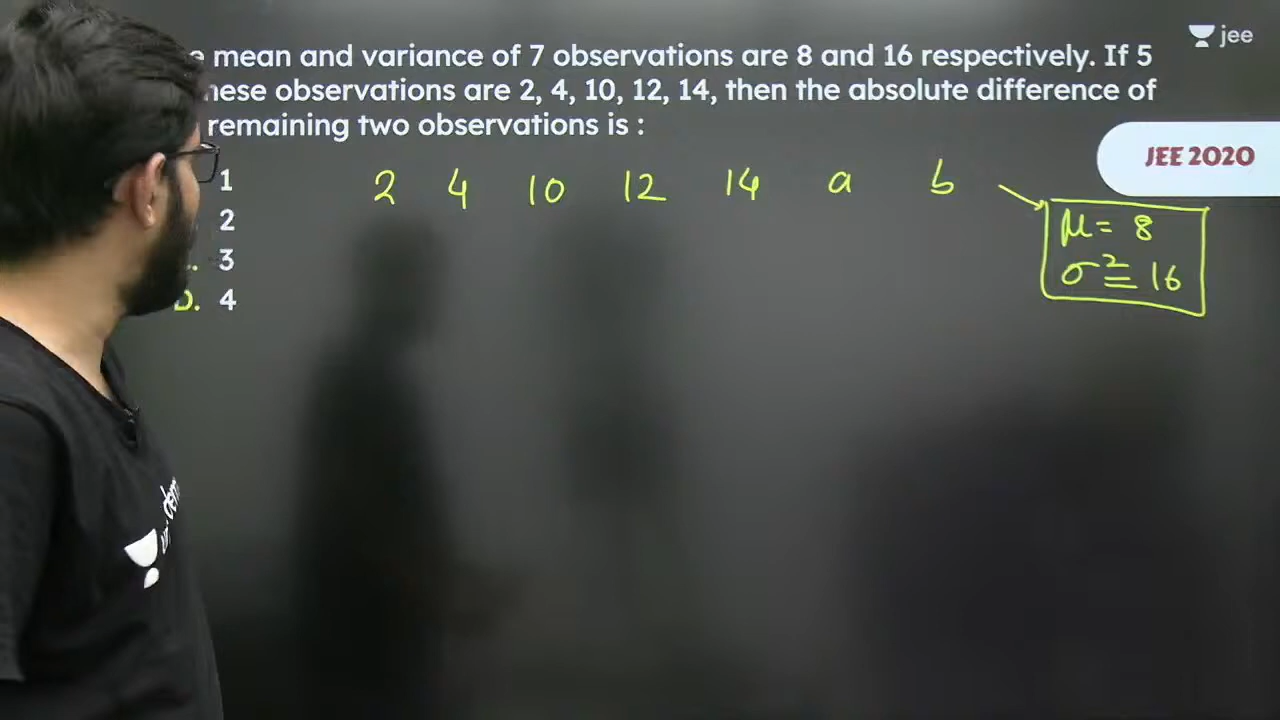 jee
mean and variance of 7 observations are 8 and 16 respectively. If 5
these observations are 2, 4, 10, 12, 14, then the absolute difference of
remaining two observations is :
JEE 2020
1
2
3
D. 4
2 4 10 12 14 a b
μ = 8
σ² = 16